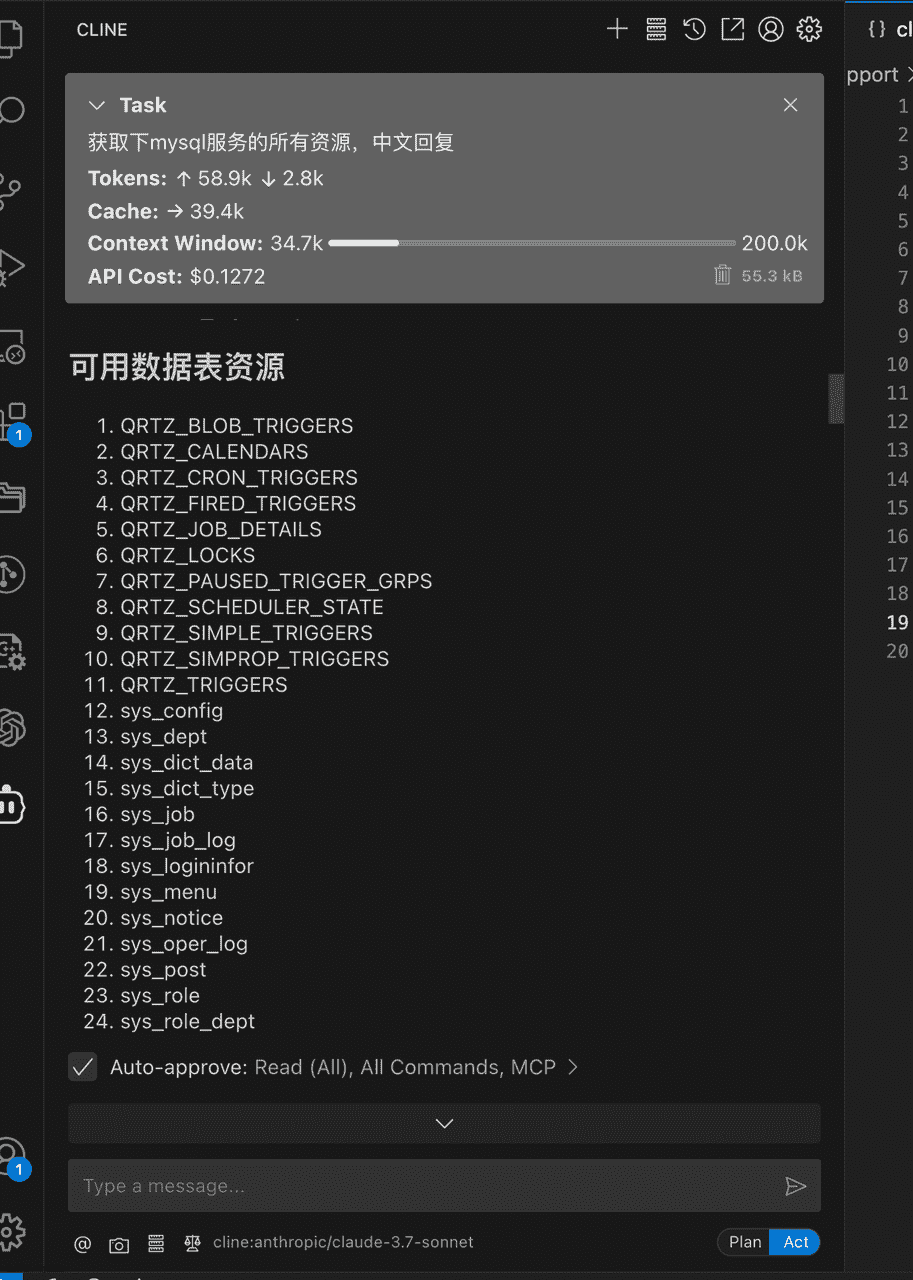 CLINE
{} cl
Task
pport >
获取下mysql服务的所有资源，中文回复
Tokens: ↑ 58.9k ↓ 2.8k
Cache: → 39.4k
Context Window: 34.7k 200.0k
API Cost: $0.1272 55.3 kB
可用数据表资源
1. QRTZ_BLOB_TRIGGERS
2. QRTZ_CALENDARS
3. QRTZ_CRON_TRIGGERS
4. QRTZ_FIRED_TRIGGERS
5. QRTZ_JOB_DETAILS
6. QRTZ_LOCKS
7. QRTZ_PAUSED_TRIGGER_GRPS
8. QRTZ_SCHEDULER_STATE
9. QRTZ_SIMPLE_TRIGGERS
10. QRTZ_SIMPROP_TRIGGERS
11. QRTZ_TRIGGERS
12. sys_config
13. sys_dept
14. sys_dict_data
15. sys_dict_type
16. sys_job
17. sys_job_log
18. sys_logininfor
19. sys_menu
20. sys_notice
21. sys_oper_log
22. sys_post
23. sys_role
24. sys_role_dept
Auto-approve: Read (All), All Commands, MCP >
Type a message...
@ cline:anthropic/claude-3.7-sonnet
Plan Act
1
1
1
2
3
4
5
6
7
8
9
10
11
12
13
14
15
16
17
18
19
20